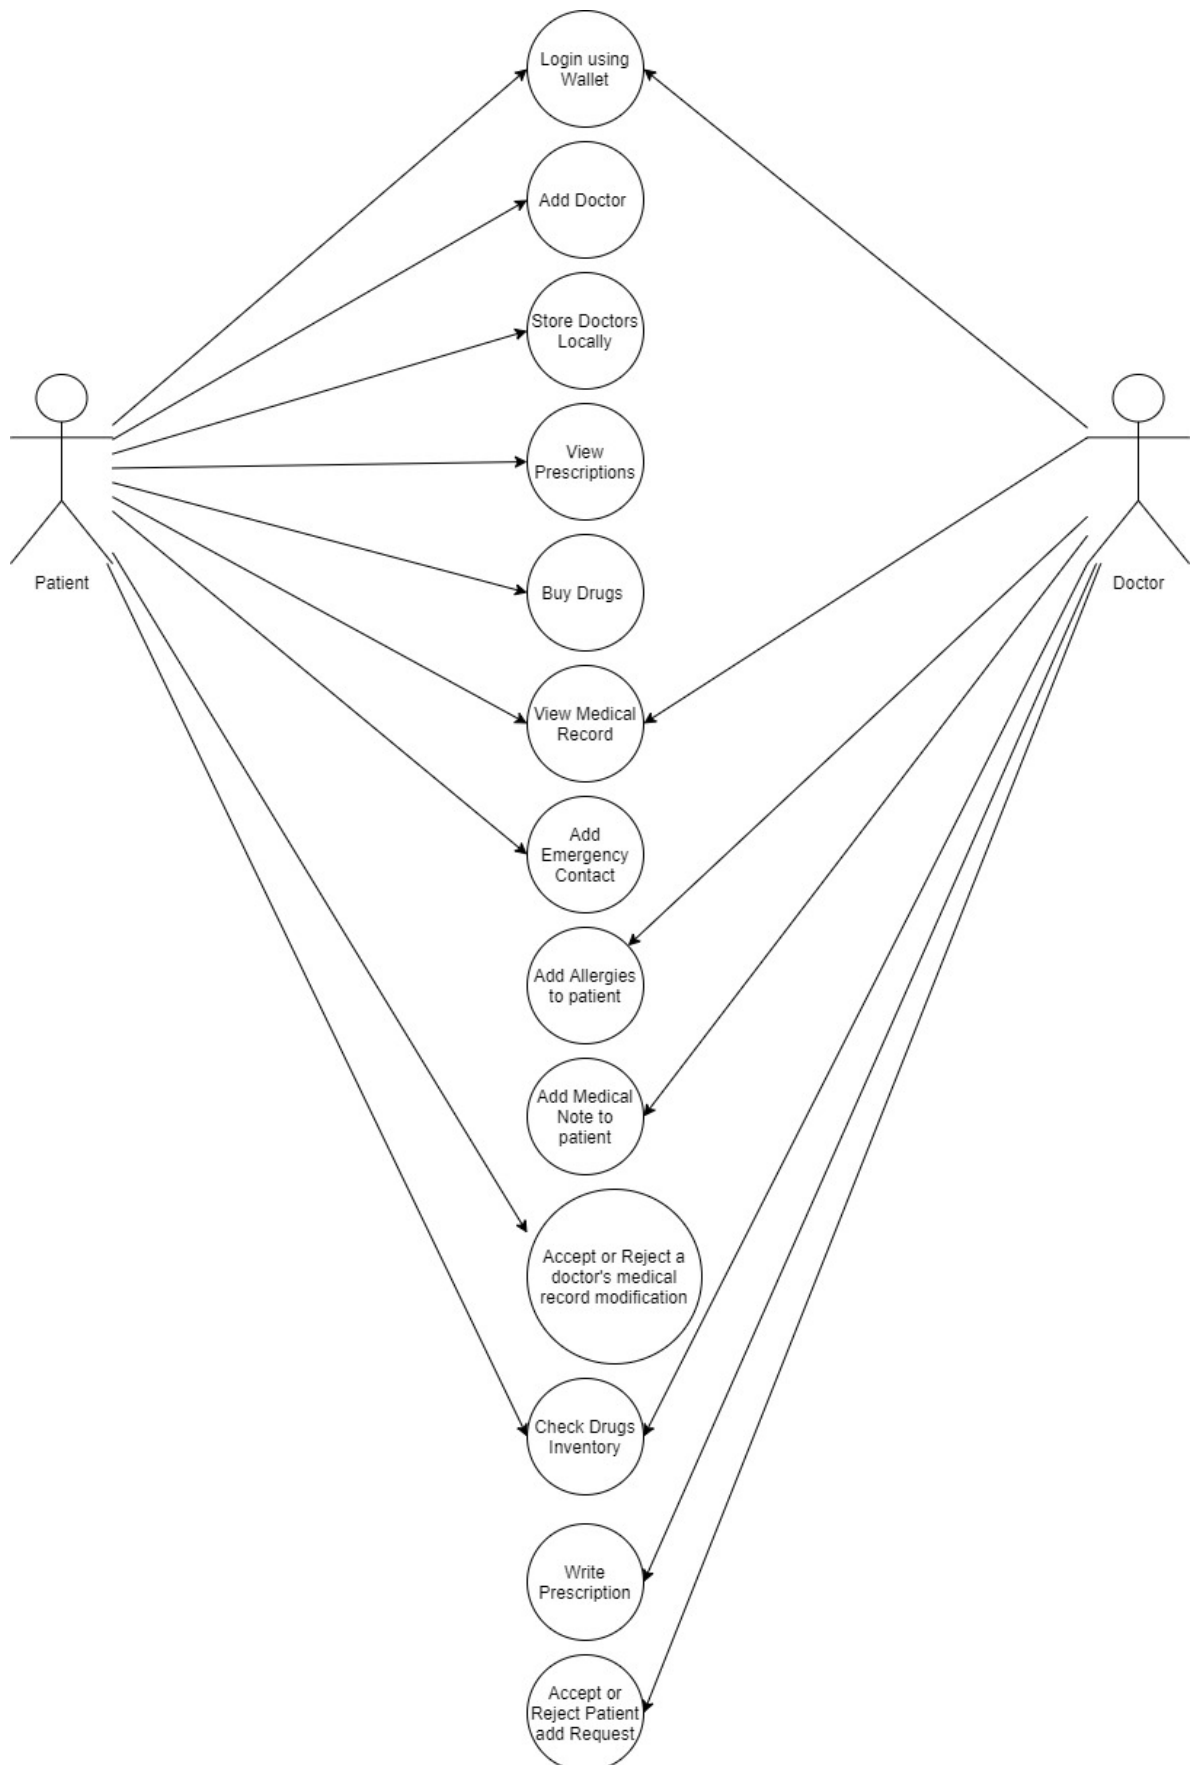 Login using
Wallet
Add Doctor
Store Doctors
Locally
View
Prescriptions
Patient
Doctor
Buy Drugs
View Medical
Record
Add
Emergency
Contact
Add Allergies
to patient
Add Medical
Note to
patient
Accept or Reject a
doctor's medical
record modification
Check Drugs
Inventory
Write
Prescription
Accept or
Reject Patient
add Request